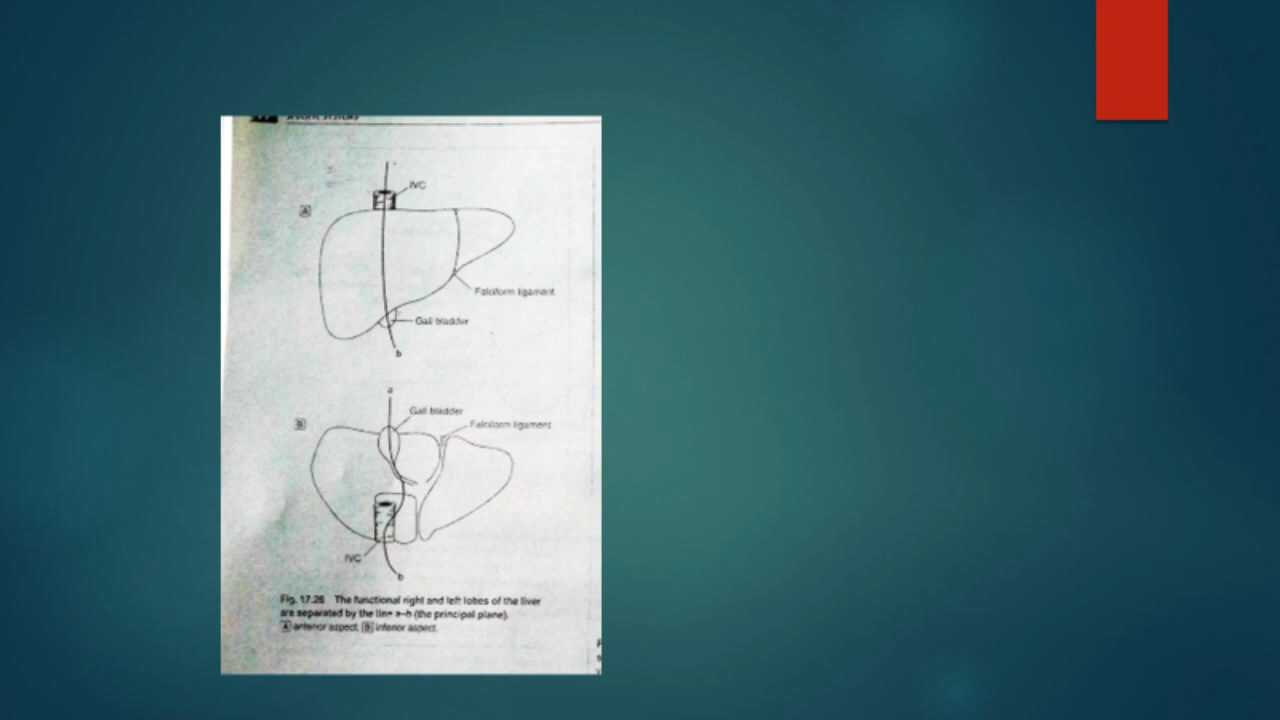 IVC
A
Falciform ligament
Gall bladder
b
a
Gall bladder
B
Falciform ligament
IVC
b
Fig. 17.26 The functional right and left lobes of the liver
are separated by the line a–b (the principal plane).
A anterior aspect, B inferior aspect.